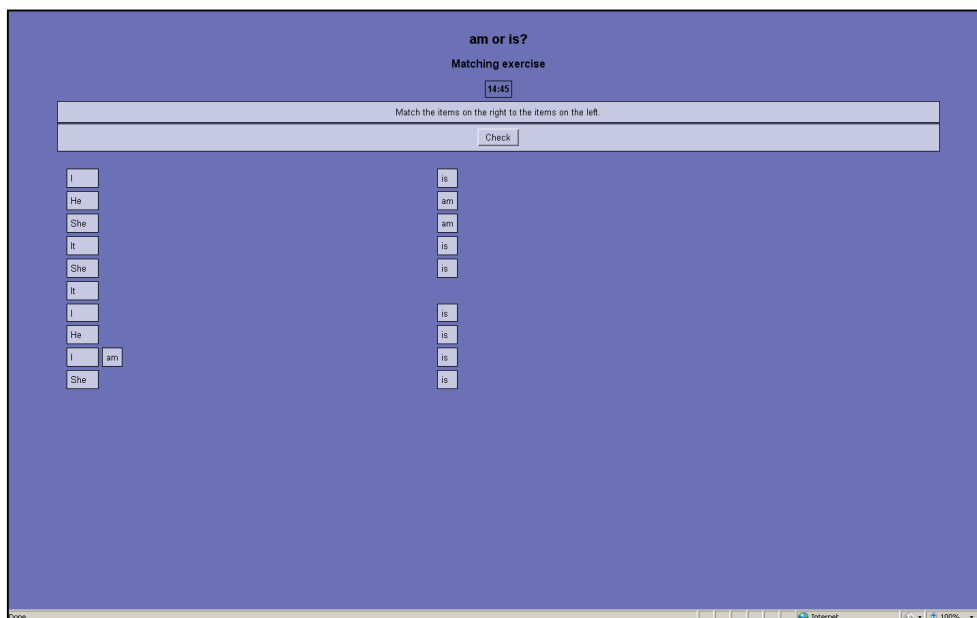 am or is?
Matching exercise
14:45
Match the items on the right to the items on the left.
Check
I is
He am
She am
It is
She is
It
I is
He is
I am is
She is
Done Internet 100%